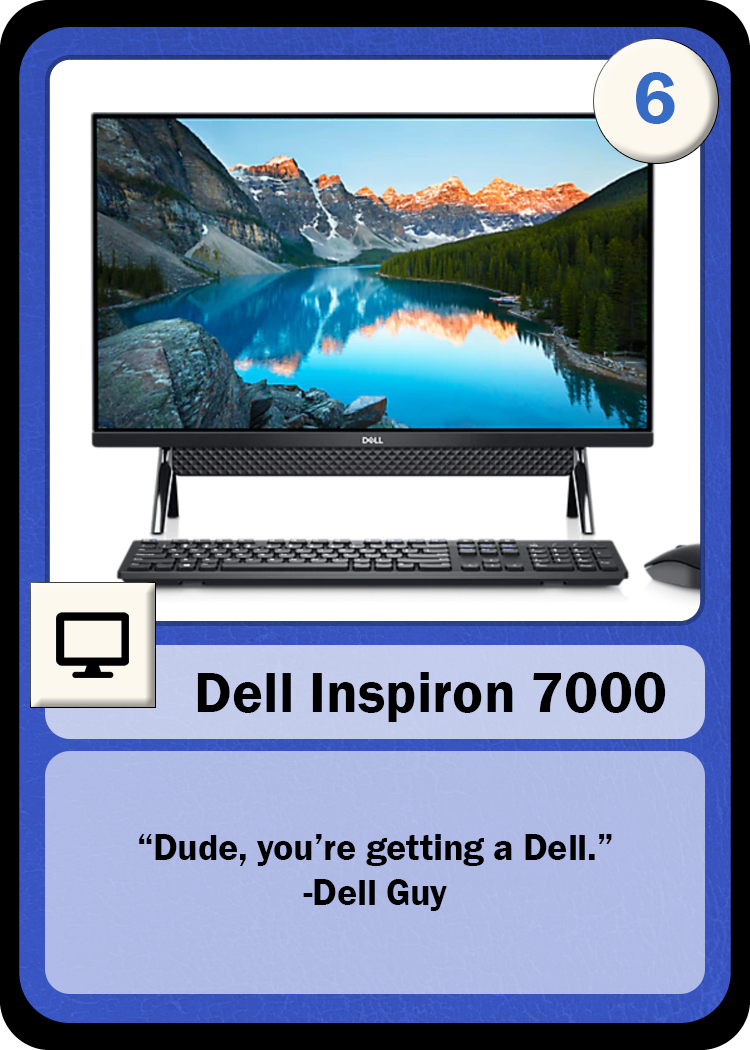 6
DELL
Dell Inspiron 7000
“Dude, you’re getting a Dell.”
-Dell Guy